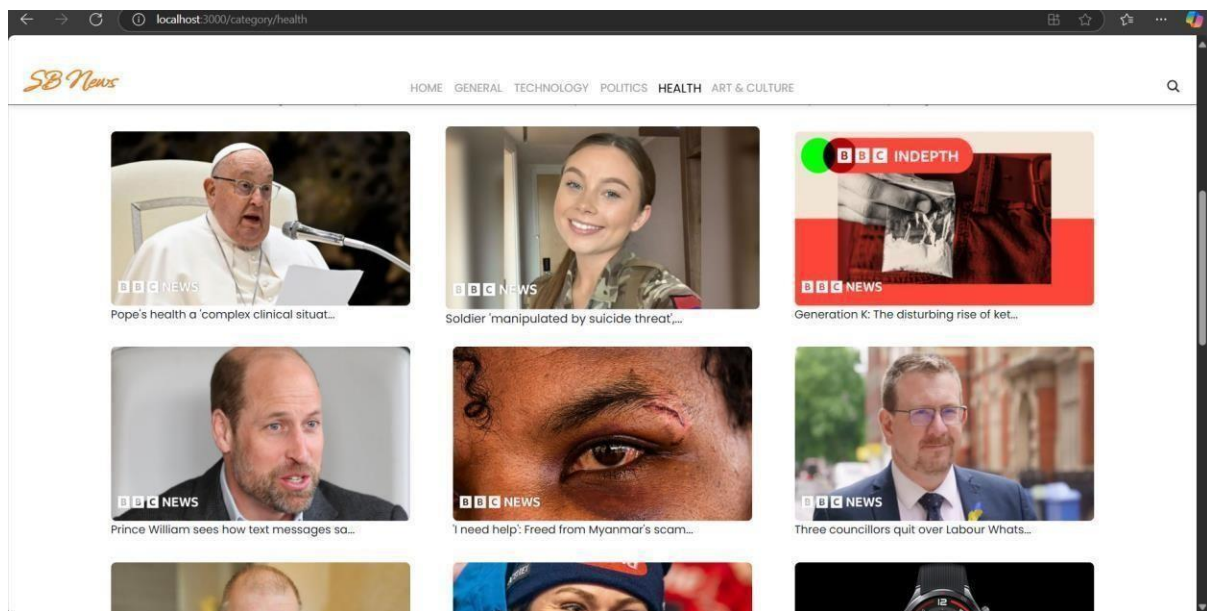 localhost:3000/category/health
SB News
HOME GENERAL TECHNOLOGY POLITICS HEALTH ART & CULTURE
BBC NEWS
Pope's health a 'complex clinical situat...
BBC NEWS
Soldier 'manipulated by suicide threat',...
BBC INDEPTH
BBC NEWS
Generation K: The disturbing rise of ket...
BBC NEWS
Prince William sees how text messages sa...
BBC NEWS
'I need help': Freed from Myanmar's scam...
BBC NEWS
Three councillors quit over Labour Whats...
12